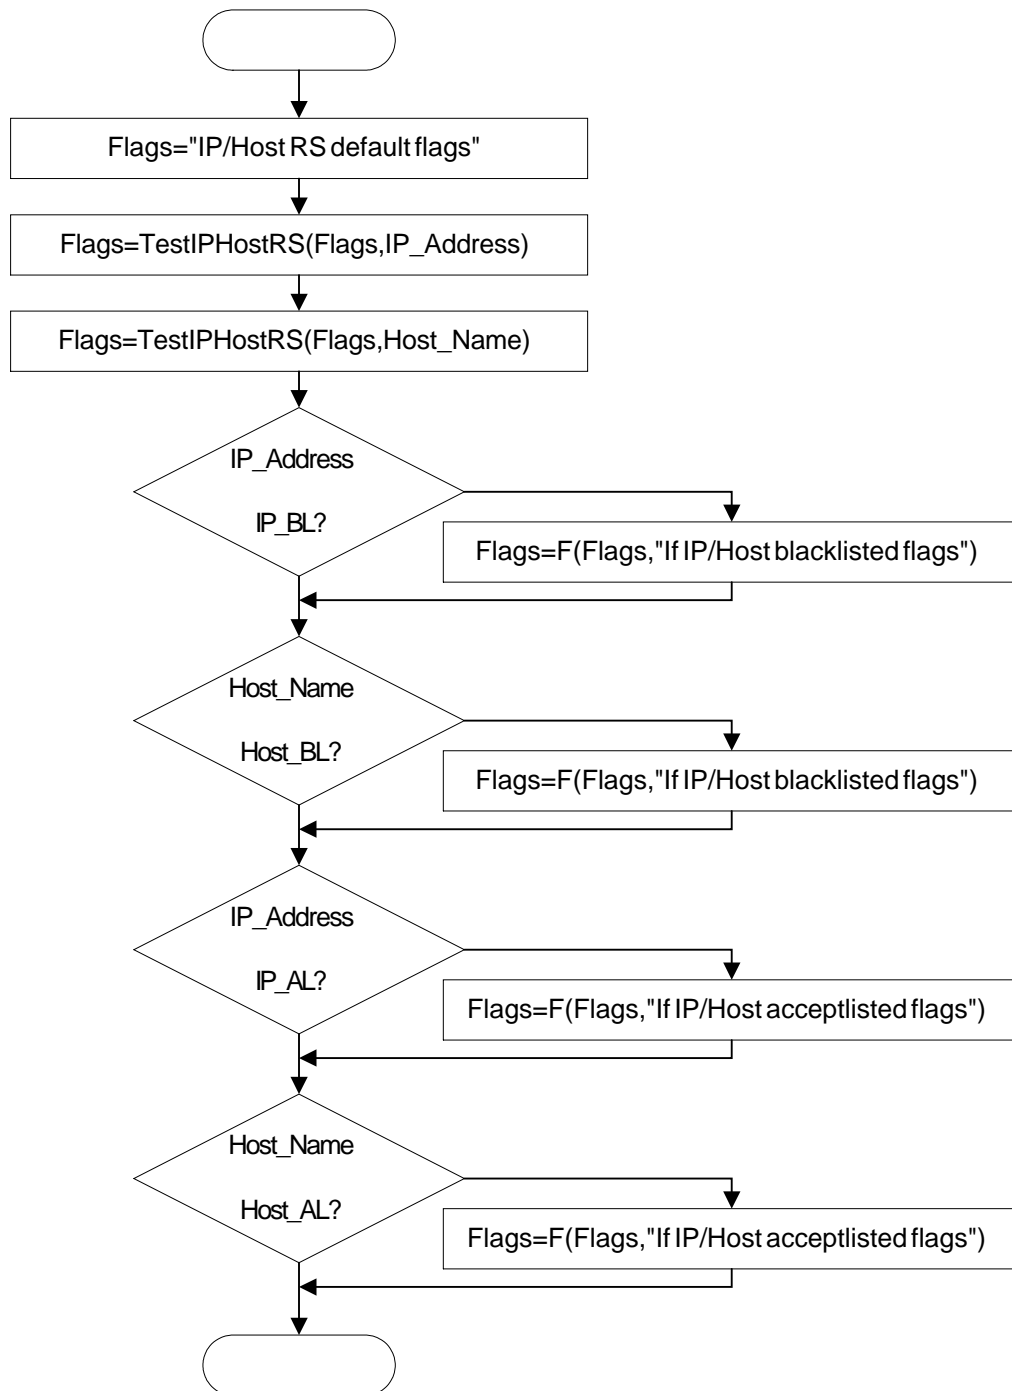 Flags="IP/Host RS default flags"
Flags=TestIPHostRS(Flags,IP_Address)
Flags=TestIPHostRS(Flags,Host_Name)
IP_Address
IP_BL?
Flags=F(Flags,"If IP/Host blacklisted flags")
Host_Name
Host_BL?
Flags=F(Flags,"If IP/Host blacklisted flags")
IP_Address
IP_AL?
Flags=F(Flags,"If IP/Host acceptlisted flags")
Host_Name
Host_AL?
Flags=F(Flags,"If IP/Host acceptlisted flags")